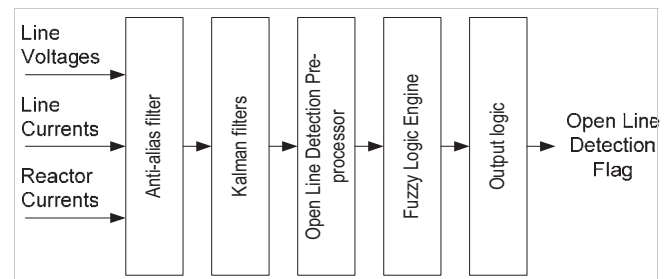 Line
Voltages
Line
Currents
Reactor
Currents
Anti-alias filter
Kalman filters
Open Line Detection Pre-
processor
Fuzzy Logic Engine
Output logic
Open Line
Detection
Flag